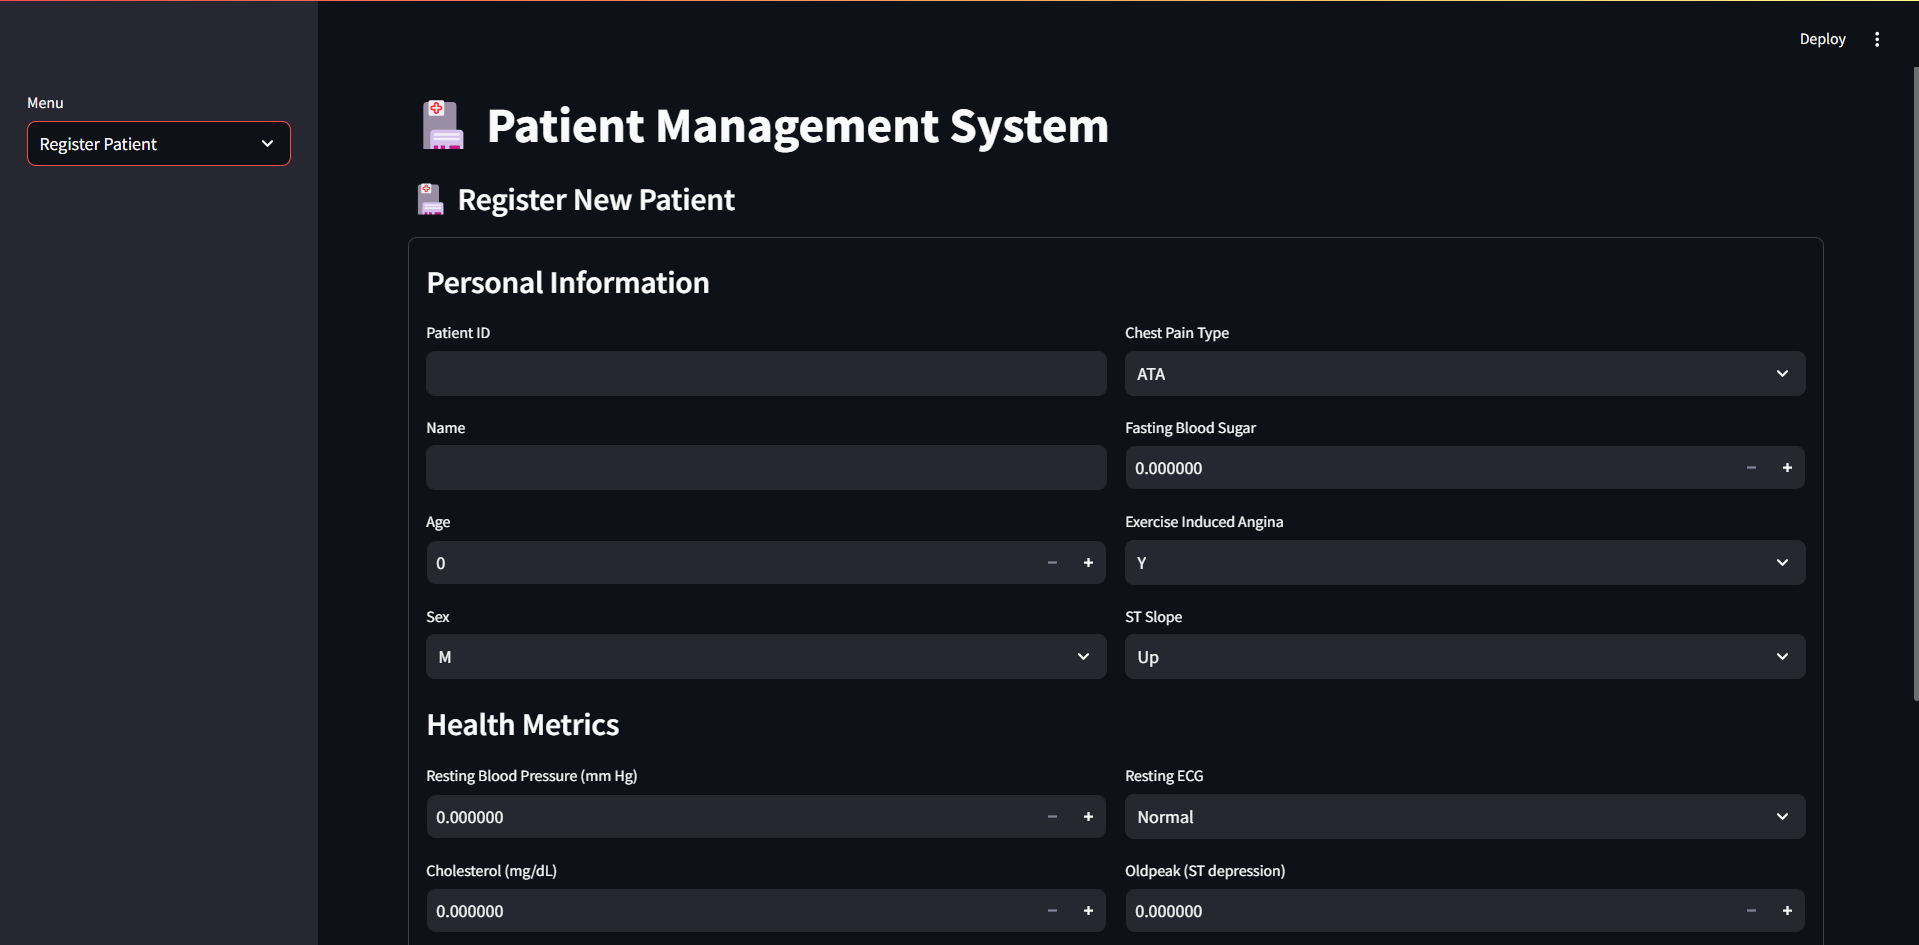 Deploy
Menu
Register Patient
Patient Management System
Register New Patient
Personal Information
Patient ID
Chest Pain Type
ATA
Name
Fasting Blood Sugar
0.000000
Age
Exercise Induced Angina
0
Y
Sex
ST Slope
M
Up
Health Metrics
Resting Blood Pressure (mm Hg)
Resting ECG
0.000000
Normal
Cholesterol (mg/dL)
Oldpeak (ST depression)
0.000000
0.000000